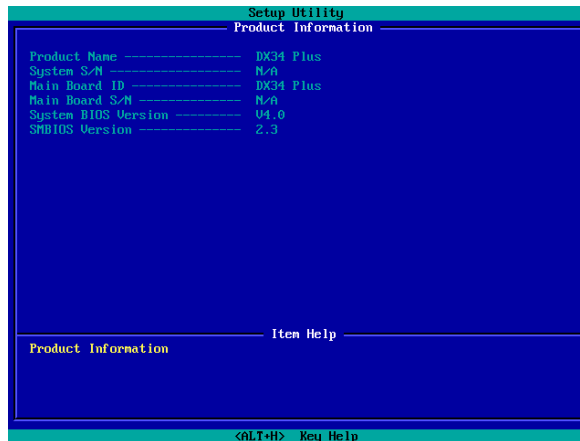 Setup Utility
Product Information
Product Name ---------------- DX34 Plus
System S/N ------------------ N/A
Main Board ID --------------- DX34 Plus
Main Board S/N -------------- N/A
System BIOS Version --------- V4.0
SMBIOS Version -------------- 2.3
Item Help
Product Information
<ALT+H> Key Help